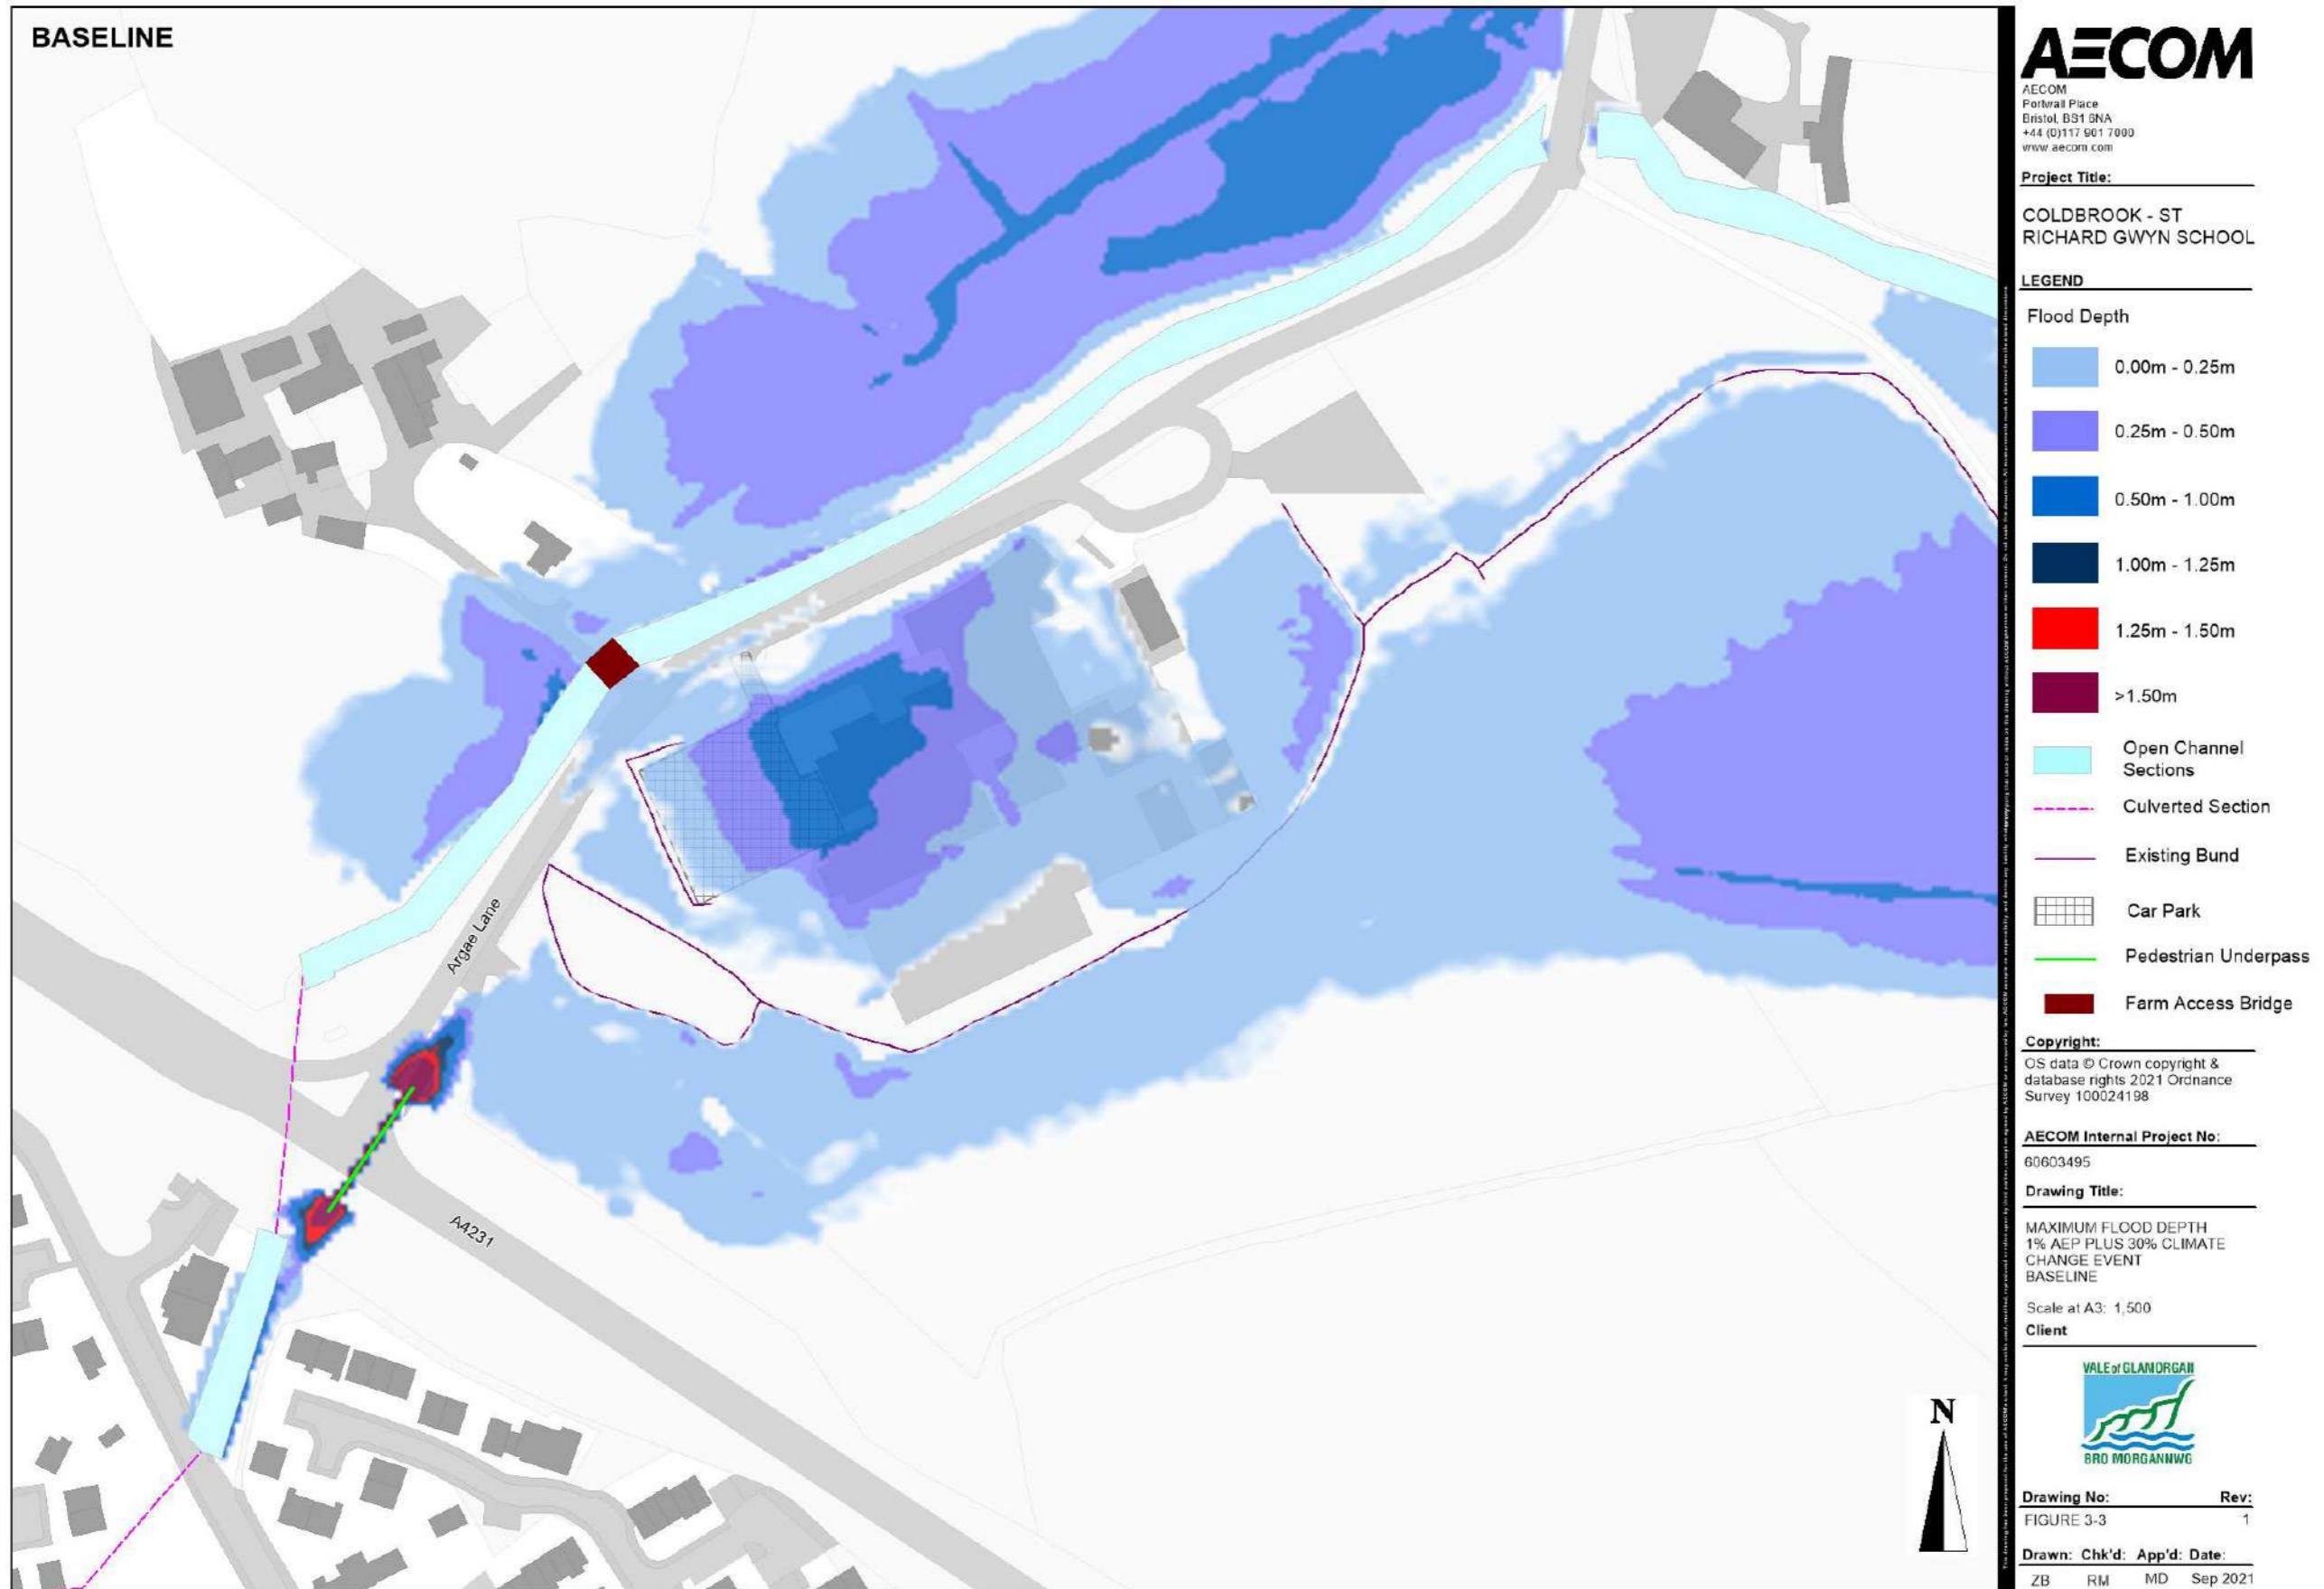 BASELINE
Argae Lane
A4231
N
AECOM
AECOM
Portwall Place
Bristol, BS1 6NA
+44 (0)117 901 7000
www.aecom.com
Project Title:
COLDBROOK - ST
RICHARD GWYN SCHOOL
LEGEND
Flood Depth
0.00m - 0.25m
0.25m - 0.50m
0.50m - 1.00m
1.00m - 1.25m
1.25m - 1.50m
>1.50m
Open Channel
Sections
Culverted Section
Existing Bund
Car Park
Pedestrian Underpass
Farm Access Bridge
Copyright:
OS data © Crown copyright &
database rights 2021 Ordnance
Survey 100024198
AECOM Internal Project No:
60603495
Drawing Title:
MAXIMUM FLOOD DEPTH
1% AEP PLUS 30% CLIMATE
CHANGE EVENT
BASELINE
Scale at A3: 1,500
Client
VALE of GLAMORGAN
BRO MORGANNWG
Drawing No: Rev:
FIGURE 3-3 1
Drawn: Chk'd: App'd: Date:
ZB RM MD Sep 2021